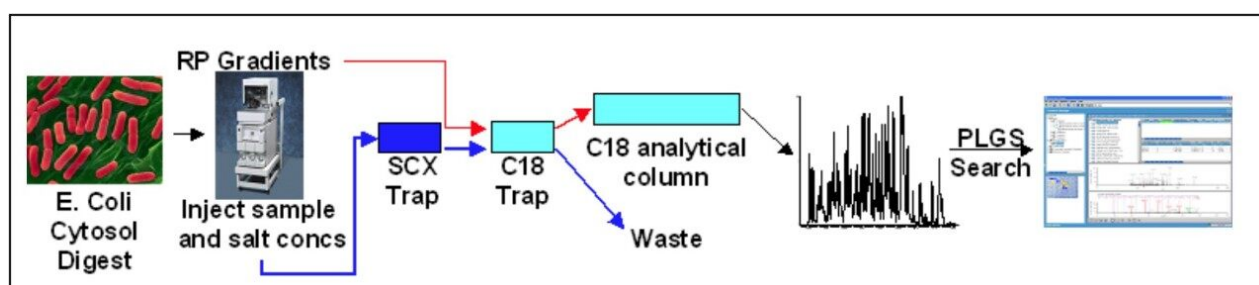 RP Gradients
E. Coli
Cytosol
Digest
Inject sample
and salt concs
SCX
Trap
C18
Trap
C18 analytical
column
Waste
PLGS
Search